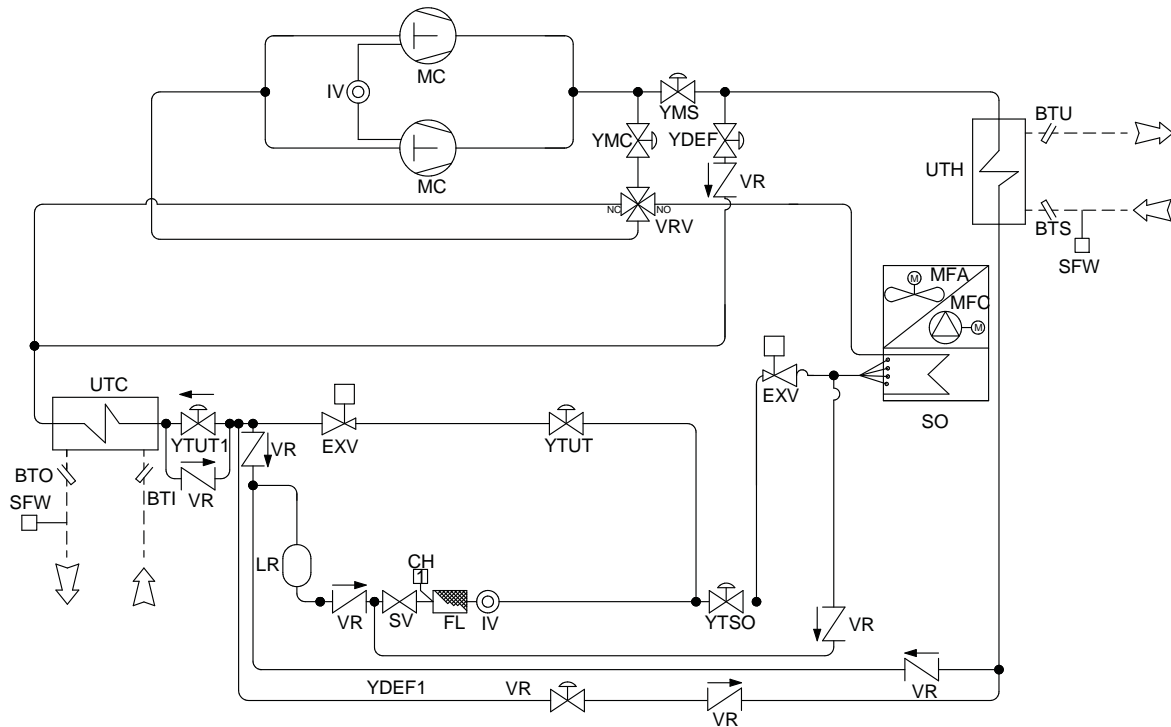 MC
IV
YMS
BTU
YMC
YDEF
MC
UTH
VR
NC
NO
VRV
BTS
SFW
M
MFA
MFC
M
UTC
EXV
SO
YTUT1
VR
EXV
YTUT
BTO
BTI
VR
SFW
LR
CH
1
VR
SV
FL
IV
YTSO
VR
YDEF1
VR
VR
VR